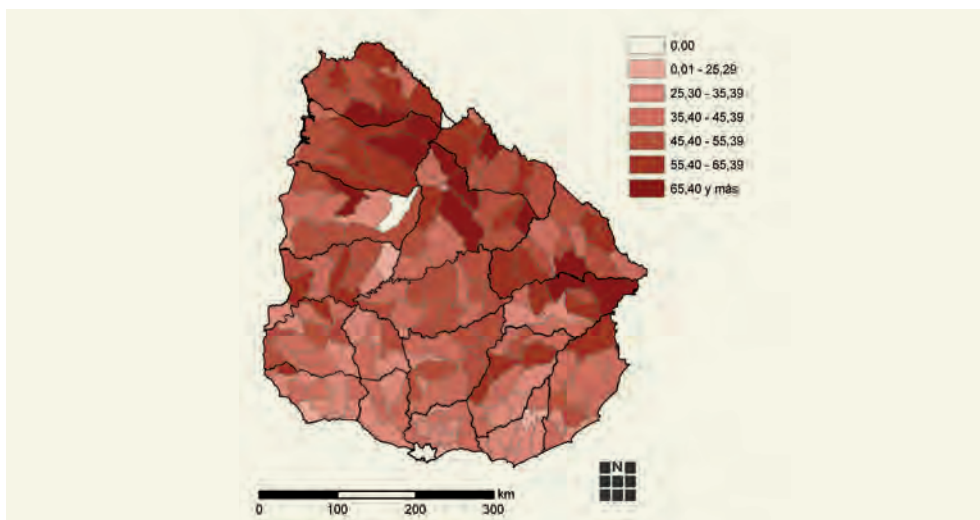 0,00
0,01 - 25,29
25,30 - 35,39
35,40 - 45,39
45,40 - 55,39
55,40 - 65,39
65,40 y más
N
km
0 100 200 300